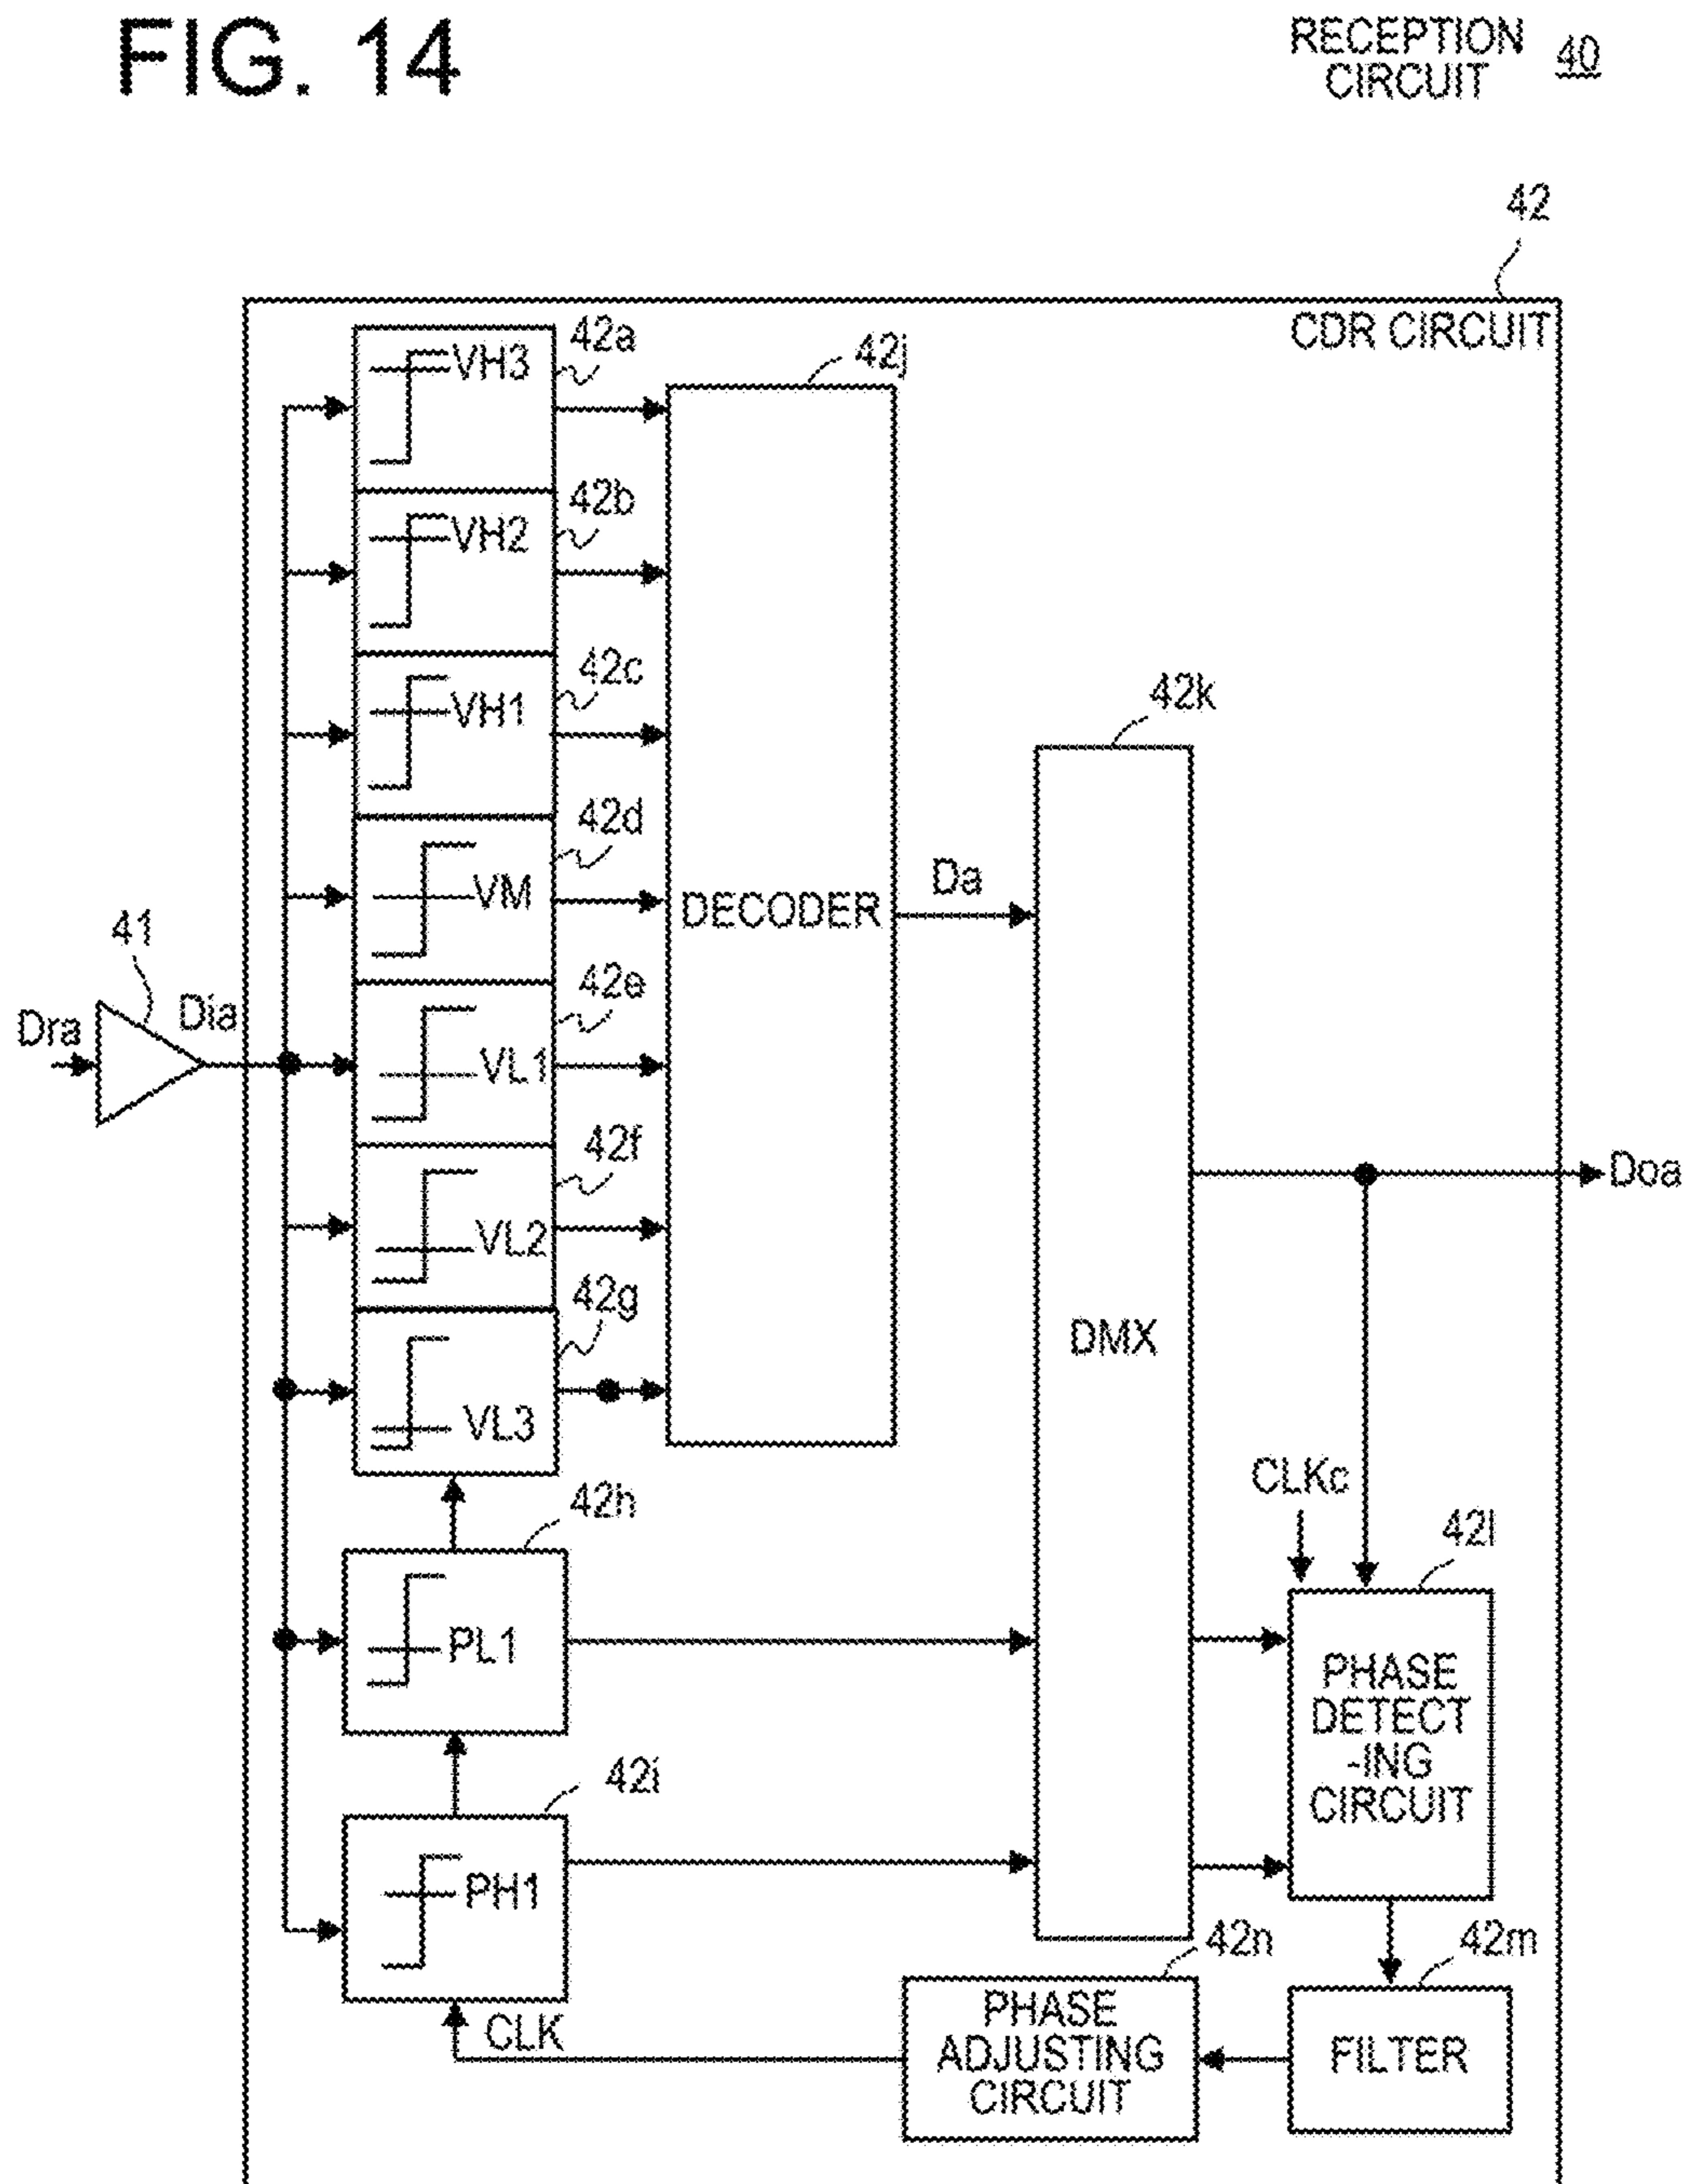 FIG. 14
RECEPTION
CIRCUIT
40
42
CDR CIRCUIT
VH3
42a
42j
VH2
42b
VH1
42c
42k
VM
42d
DECODER
Da
41
Dra
Dia
VL1
42e
VL2
42f
Doa
VL3
42g
DMX
CLKc
42h
42l
PL1
PHASE
DETECT
-ING
CIRCUIT
42i
PH1
42n
42m
CLK
PHASE
ADJUSTING
CIRCUIT
FILTER